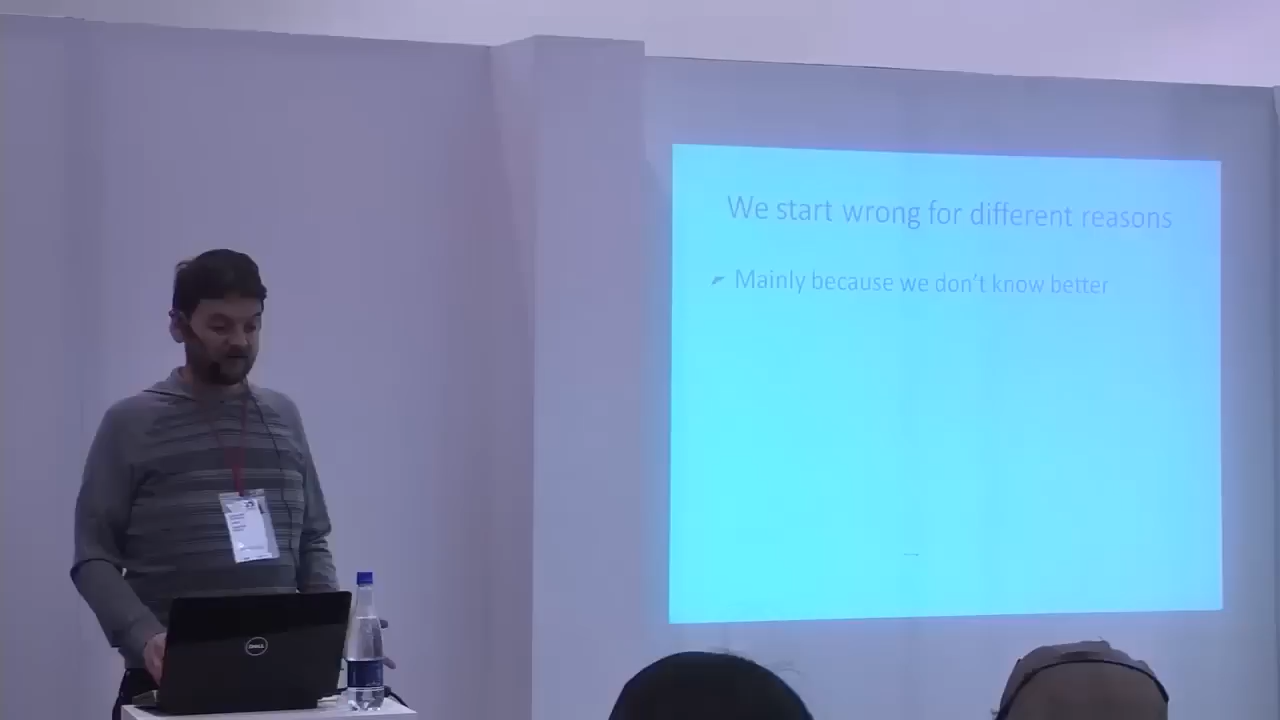 We start wrong for different reasons
Mainly because we don't know better
DELL